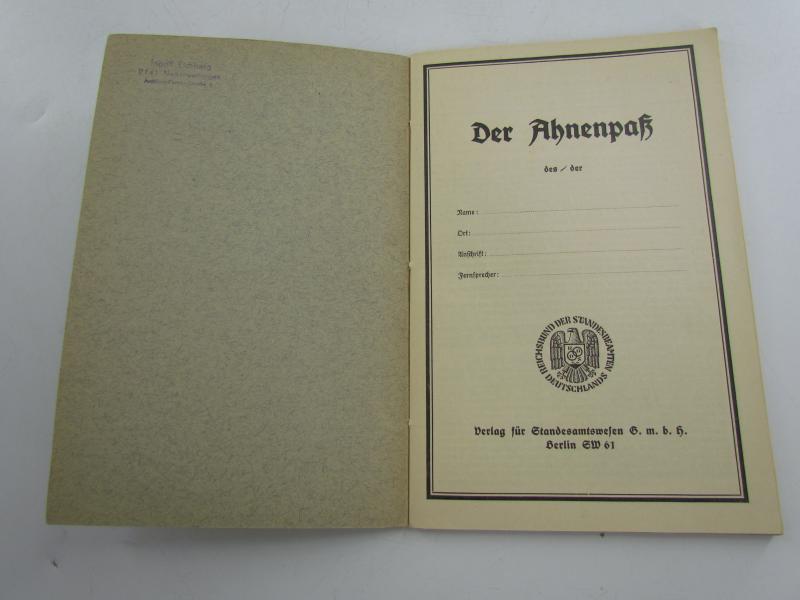 Der Ahnenpaß
des / der
Name:
Ort:
Anschrift:
Fernsprecher:
REICHSBUND DER STANDESBEAMTEN DEUTSCHLANDS
Verlag für Standesamtswesen G. m. b. H.
Berlin SW 61